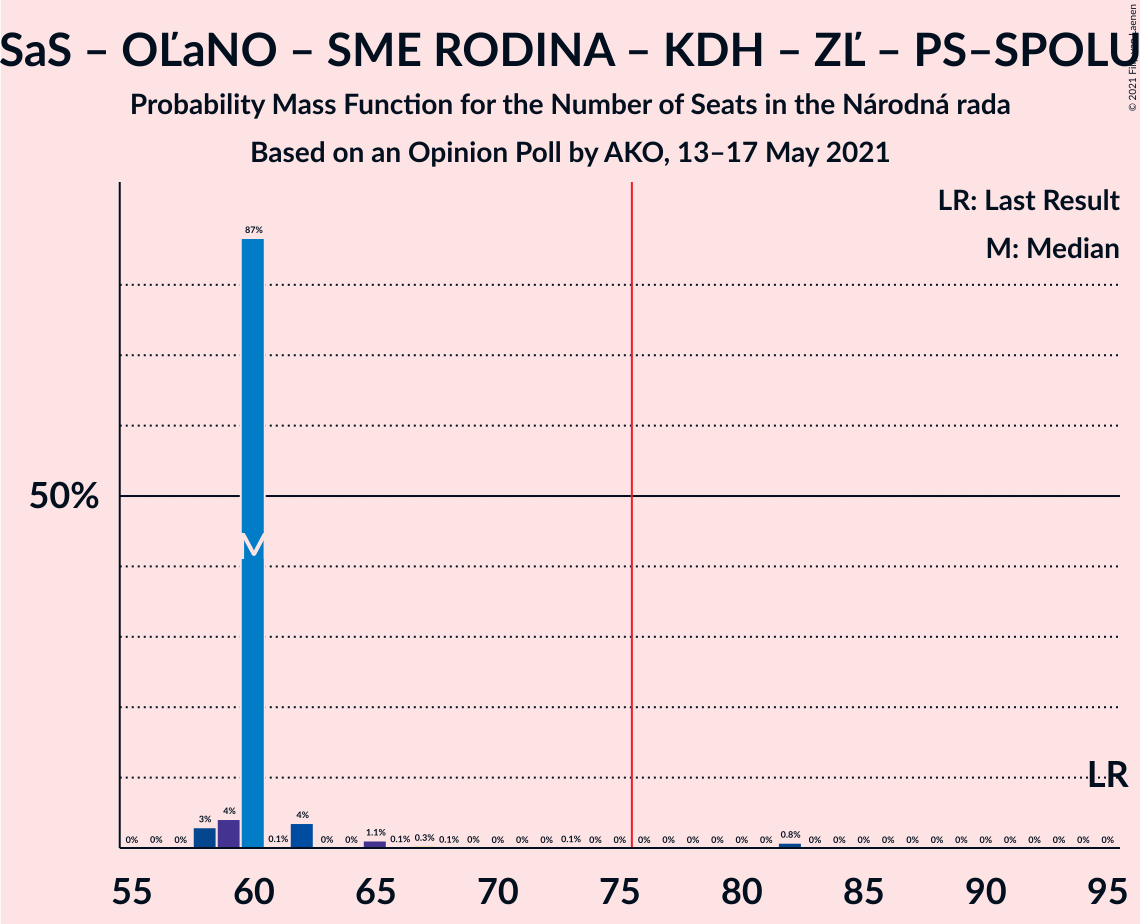 SaS – OĽaNO – SME RODINA – KDH – ZĽ – PS–SPOLU
Probability Mass Function for the Number of Seats in the Národná rada
Based on an Opinion Poll by AKO, 13–17 May 2021
© 2021 Filip van Laenen
LR: Last Result
M: Median
87%
50%
M
LR
0% 0% 0% 3% 4% 0.1% 4% 0% 0% 1.1% 0.1% 0.3% 0.1% 0% 0% 0% 0% 0.1% 0% 0% 0% 0% 0% 0% 0% 0% 0.8% 0% 0% 0% 0% 0% 0% 0% 0% 0% 0% 0% 0% 0%
55 60 65 70 75 80 85 90 95